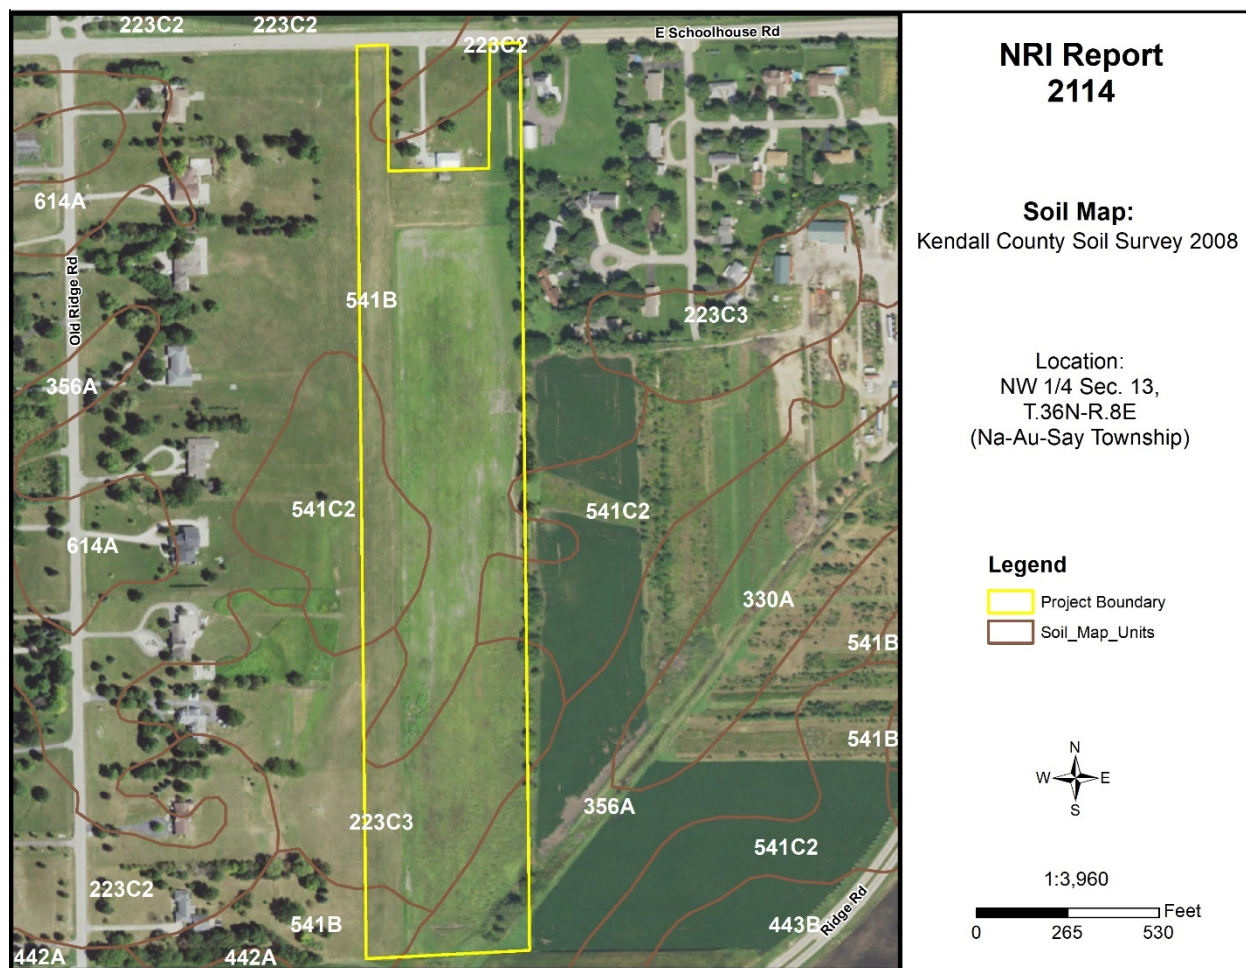 223C2
223C2
E Schoolhouse Rd
223C2
614A
Old Ridge Rd
541B
223C3
356A
541C2
541C2
614A
330A
541B
541B
356A
223C3
541C2
223C2
541B
443B
Ridge Rd
442A
442A
NRI Report
2114
Soil Map:
Kendall County Soil Survey 2008
Location:
NW 1/4 Sec. 13,
T.36N-R.8E
(Na-Au-Say Township)
Legend
Project Boundary
Soil_Map_Units
N
W E
S
1:3,960
Feet
0 265 530